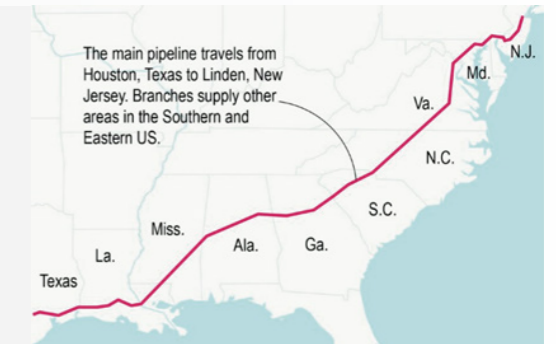 The main pipeline travels from
Houston, Texas to Linden, New
Jersey. Branches supply other
areas in the Southern and
Eastern US.
N.J.
Md.
Va.
N.C.
S.C.
Miss.
Ala.
Ga.
La.
Texas